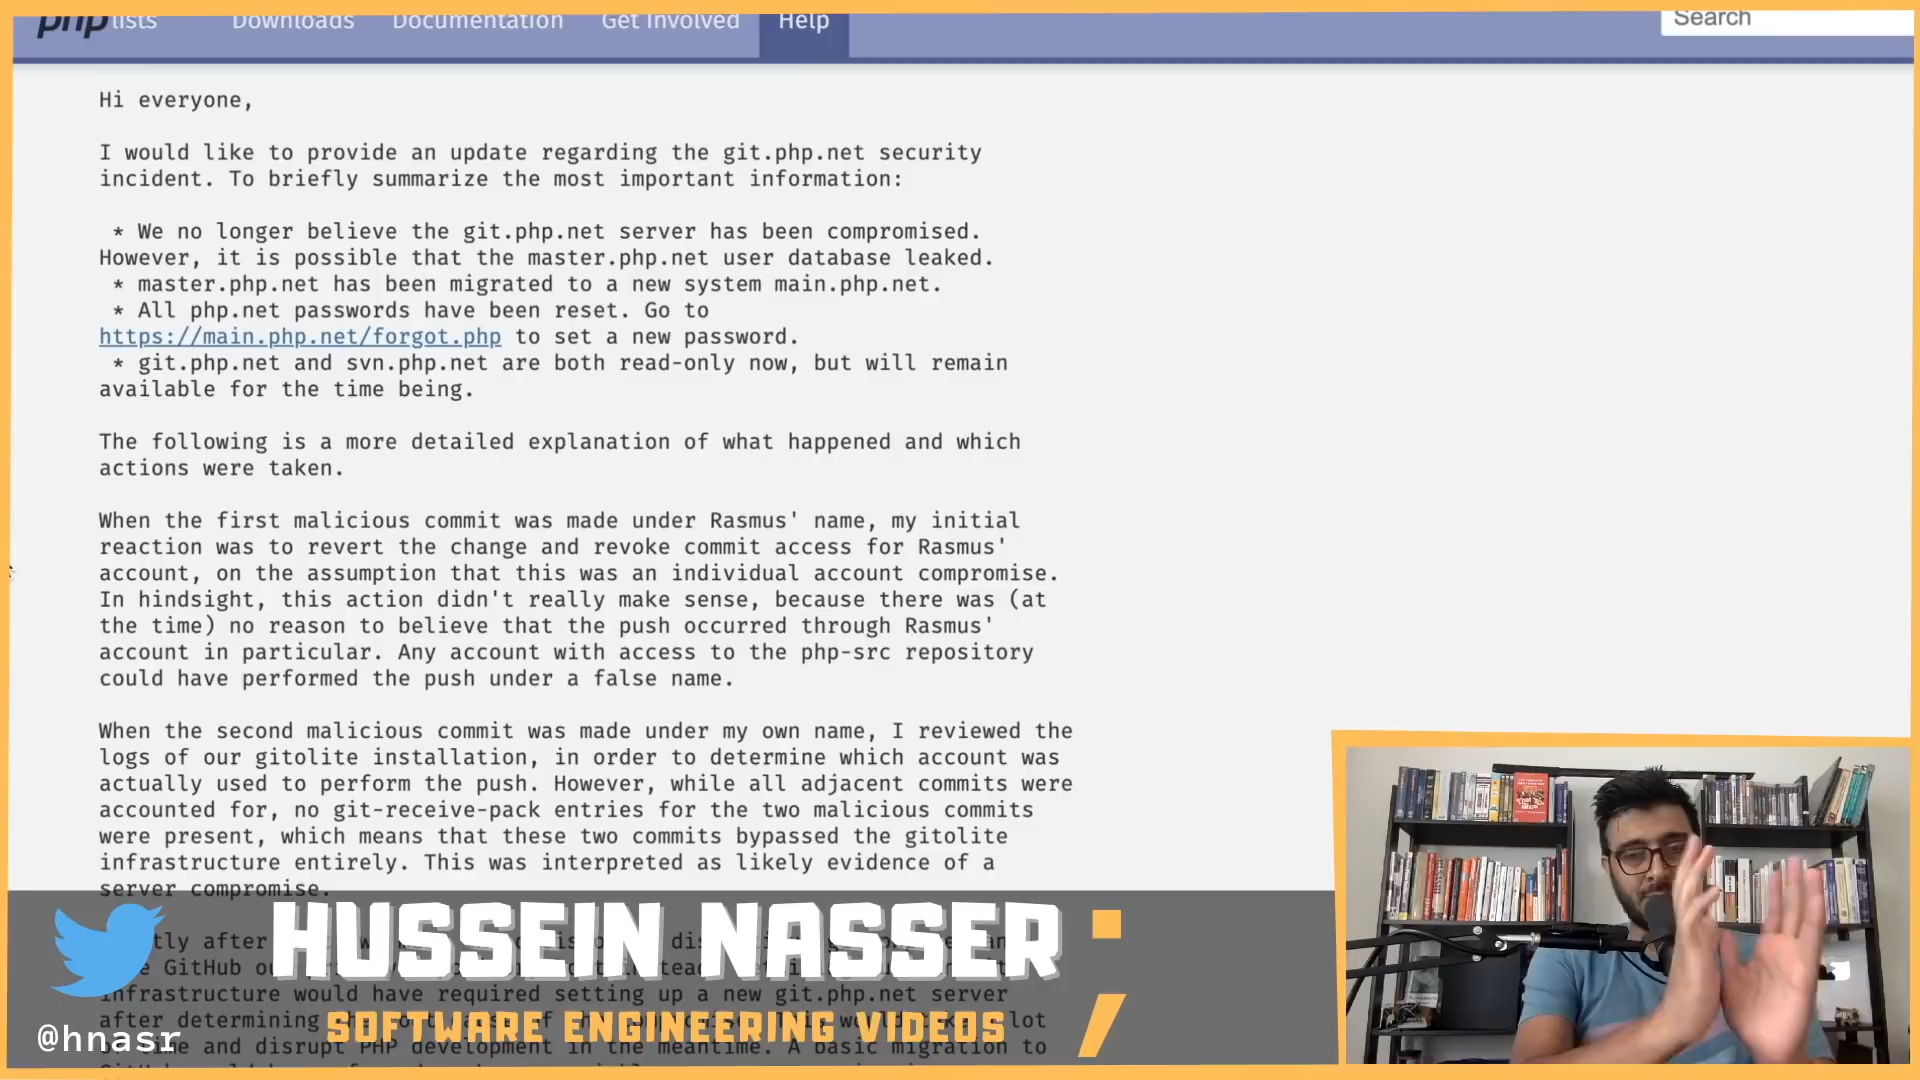 php lists Downloads Documentation Get Involved Help Search
Hi everyone,
I would like to provide an update regarding the git.php.net security
incident. To briefly summarize the most important information:
* We no longer believe the git.php.net server has been compromised.
However, it is possible that the master.php.net user database leaked.
* master.php.net has been migrated to a new system main.php.net.
* All php.net passwords have been reset. Go to
https://main.php.net/forgot.php to set a new password.
* git.php.net and svn.php.net are both read-only now, but will remain
available for the time being.
The following is a more detailed explanation of what happened and which
actions were taken.
When the first malicious commit was made under Rasmus' name, my initial
reaction was to revert the change and revoke commit access for Rasmus'
account, on the assumption that this was an individual account compromise.
In hindsight, this action didn't really make sense, because there was (at
the time) no reason to believe that the push occurred through Rasmus'
account in particular. Any account with access to the php-src repository
could have performed the push under a false name.
When the second malicious commit was made under my own name, I reviewed the
logs of our gitolite installation, in order to determine which account was
actually used to perform the push. However, while all adjacent commits were
accounted for, no git-receive-pack entries for the two malicious commits
were present, which means that these two commits bypassed the gitolite
infrastructure entirely. This was interpreted as likely evidence of a
server compromise.
after
GitHub
infrastructure would have required setting up a new git.php.net server
after determining
lot
and disrupt PHP development in the meantime. A basic migration to
HUSSEIN NASSER ;
SOFTWARE ENGINEERING VIDEOS
@hnasr